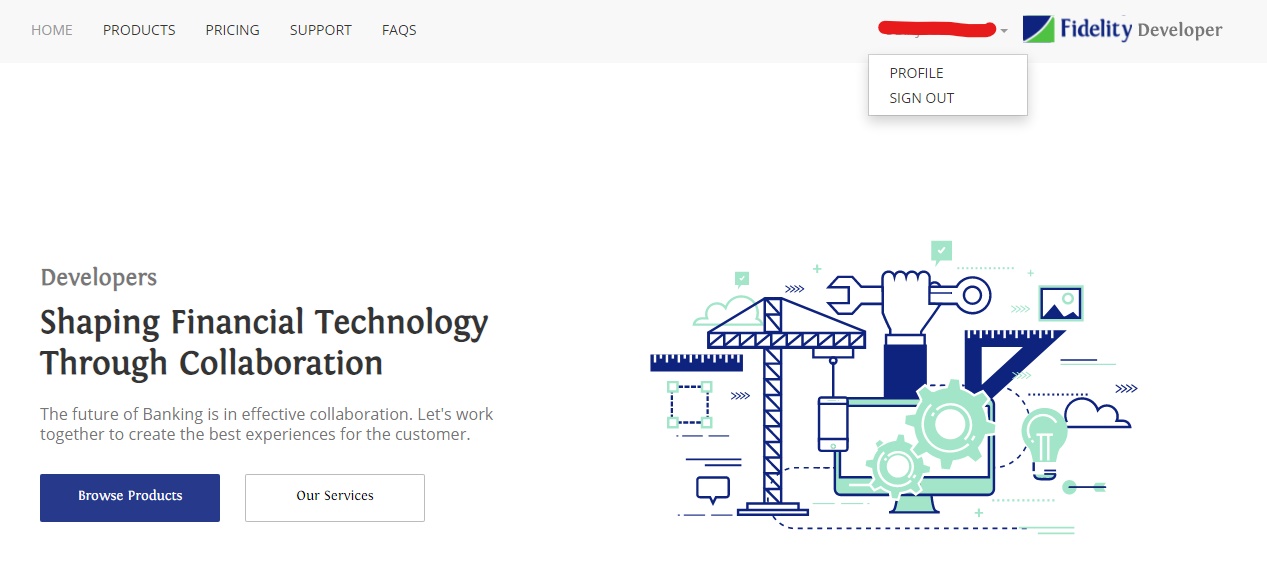 HOME PRODUCTS PRICING SUPPORT FAQS Fidelity Developer
PROFILE
SIGN OUT
Developers
Shaping Financial Technology
Through Collaboration
The future of Banking is in effective collaboration. Let's work
together to create the best experiences for the customer.
Browse Products Our Services